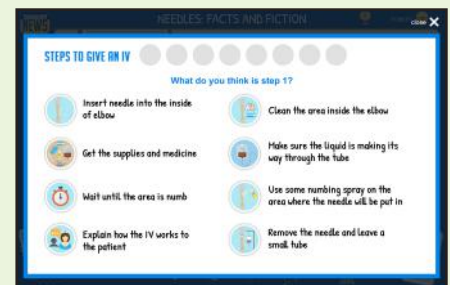 NEWS
NEEDLES: FACTS AND FICTION
CLOSE X
STEPS TO GIVE AN IV
What do you think is step 1?
Insert needle into the inside
of elbow
Get the supplies and medicine
Wait until the area is numb
Explain how the IV works to
the patient
Clean the area inside the elbow
Make sure the liquid is making its
way through the tube
Use some numbing spray on the
area where the needle will be put in
Remove the needle and leave a
small tube